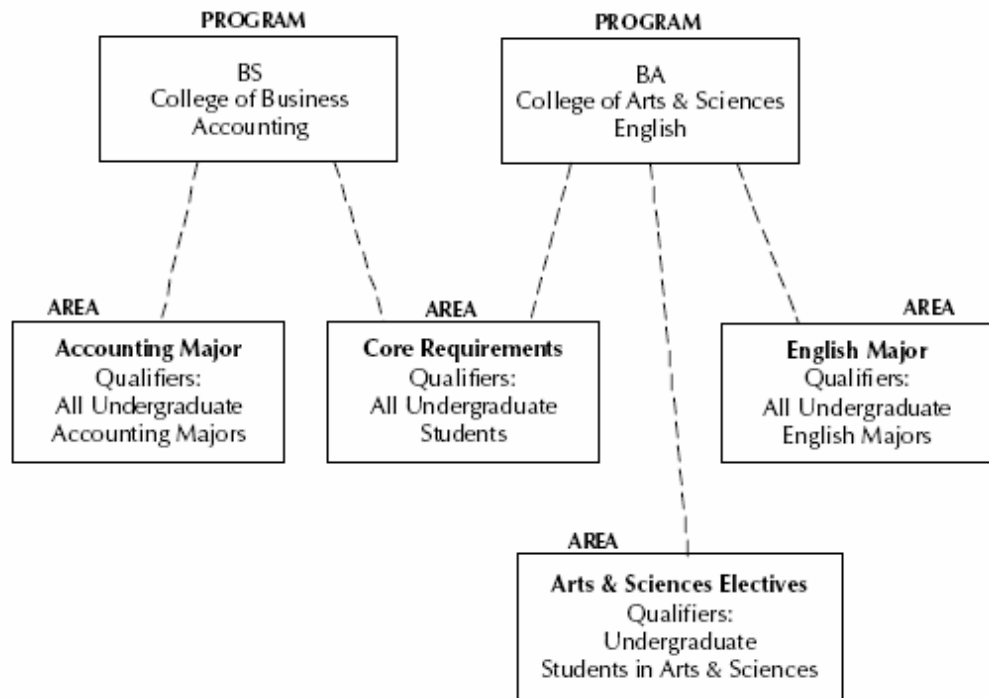 PROGRAM
BS
College of Business
Accounting
PROGRAM
BA
College of Arts & Sciences
English
AREA
Accounting Major
Qualifiers:
All Undergraduate
Accounting Majors
AREA
Core Requirements
Qualifiers:
All Undergraduate
Students
AREA
English Major
Qualifiers:
All Undergraduate
English Majors
AREA
Arts & Sciences Electives
Qualifiers:
Undergraduate
Students in Arts & Sciences